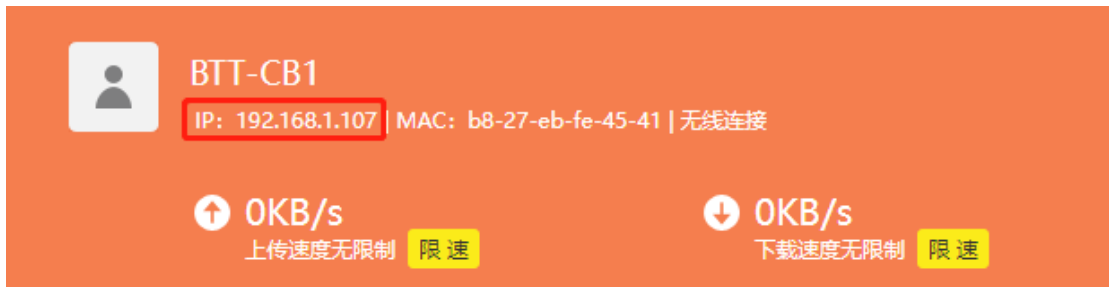 BTT-CB1
IP：192.168.1.107 | MAC：b8-27-eb-fe-45-41 | 无线连接
0KB/s
上传速度无限制 限速
0KB/s
下载速度无限制 限速